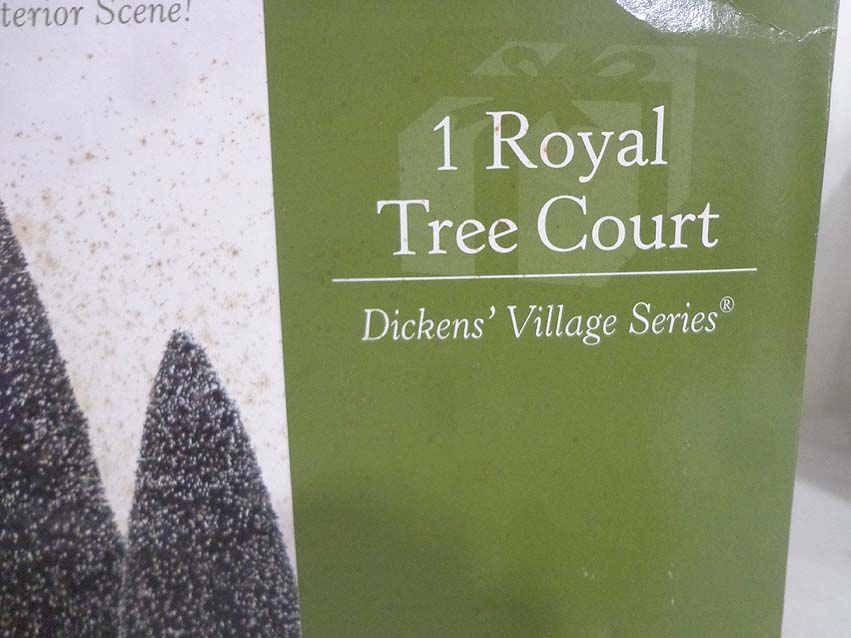 terior Scene!
1 Royal
Tree Court
Dickens' Village Series®